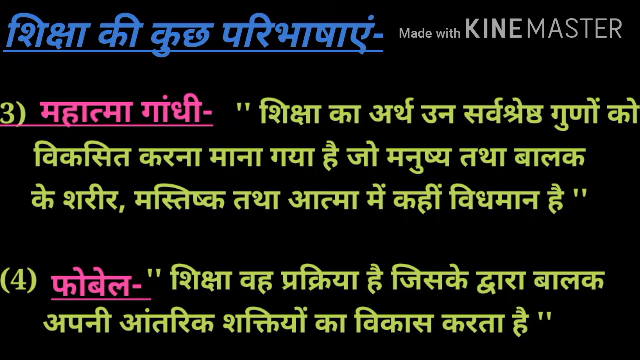 शिक्षा की कुछ परिभाषाएं- Made with KINEMASTER
3) महात्मा गांधी- '' शिक्षा का अर्थ उन सर्वश्रेष्ठ गुणों को
विकसित करना माना गया है जो मनुष्य तथा बालक
के शरीर, मस्तिष्क तथा आत्मा में कहीं विधमान है ''
(4) फोबेल- '' शिक्षा वह प्रक्रिया है जिसके द्वारा बालक
अपनी आंतरिक शक्तियों का विकास करता है ''